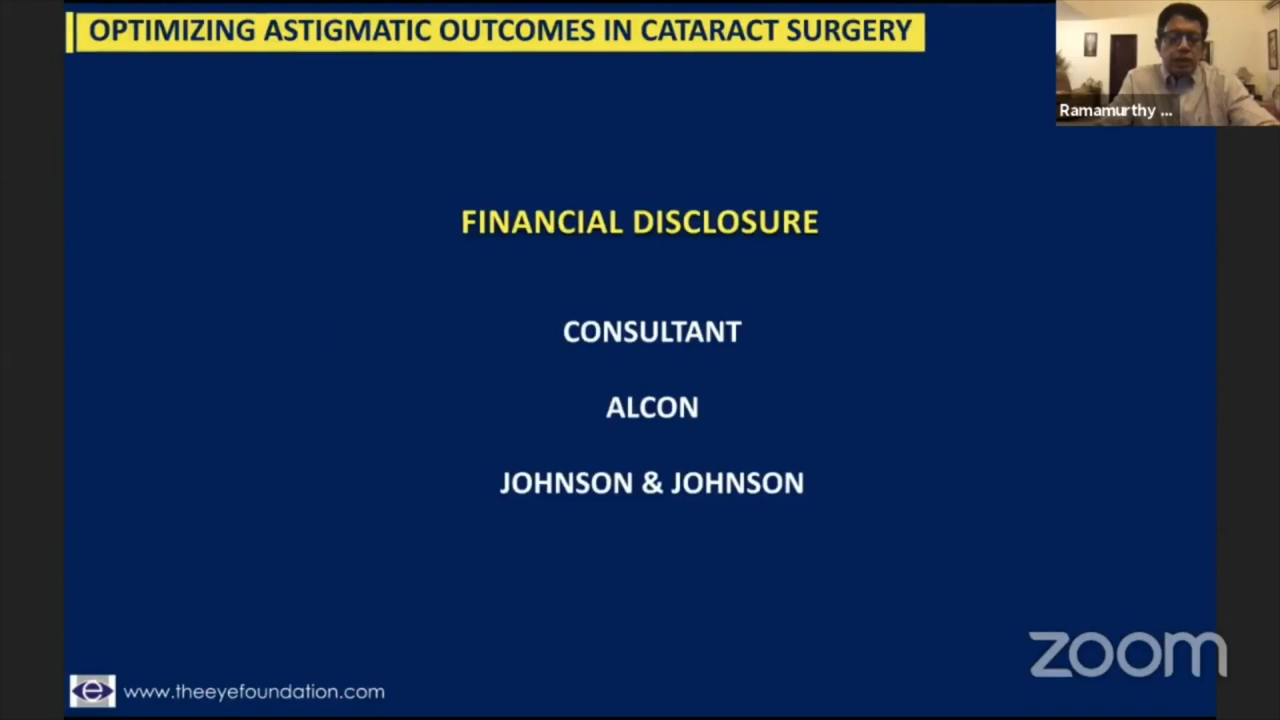 OPTIMIZING ASTIGMATIC OUTCOMES IN CATARACT SURGERY
Ramamurthy ...
FINANCIAL DISCLOSURE
CONSULTANT
ALCON
JOHNSON & JOHNSON
zoom
e www.theeyefoundation.com